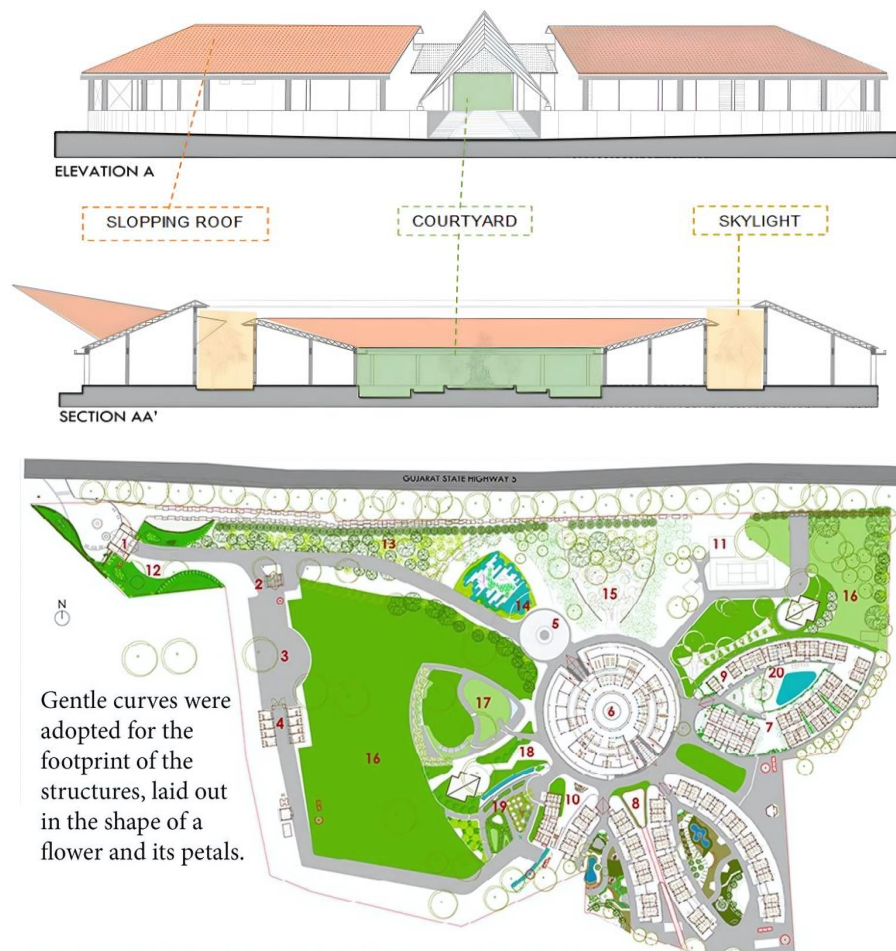 ELEVATION A
SLOPPING ROOF
COURTYARD
SKYLIGHT
SECTION AA'
GUJARAT STATE HIGHWAY 5
1
12
13
2
14
15
11
16
N
3
5
9
20
17
6
7
4
16
18
19
10
8
Gentle curves were
adopted for the
footprint of the
structures, laid out
in the shape of a
flower and its petals.